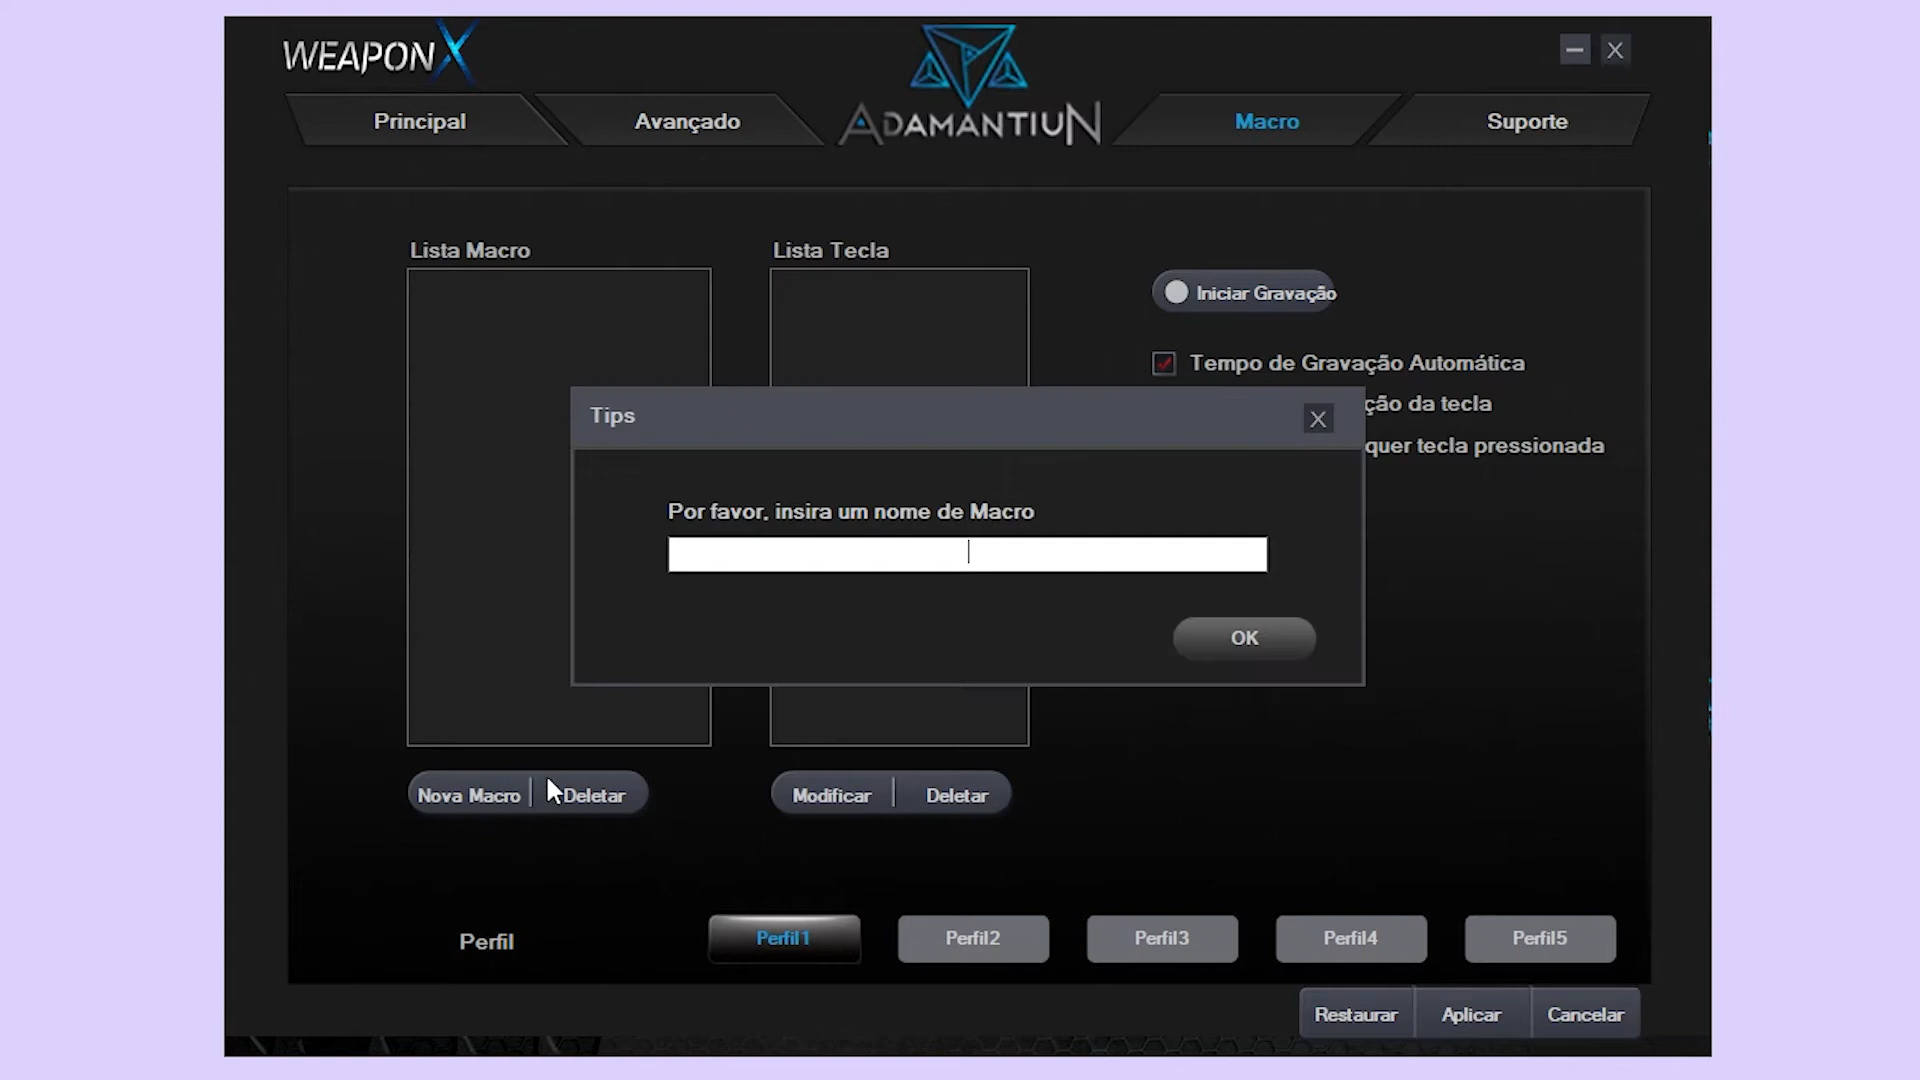 WEAPONX
ADAMANTIUN
Principal
Avançado
Macro
Suporte
Lista Macro
Lista Tecla
Iniciar Gravação
Tempo de Gravação Automática
ção da tecla
quer tecla pressionada
Tips
X
Por favor, insira um nome de Macro
OK
Nova Macro
Deletar
Modificar
Deletar
Perfil
Perfil1
Perfil2
Perfil3
Perfil4
Perfil5
Restaurar
Aplicar
Cancelar